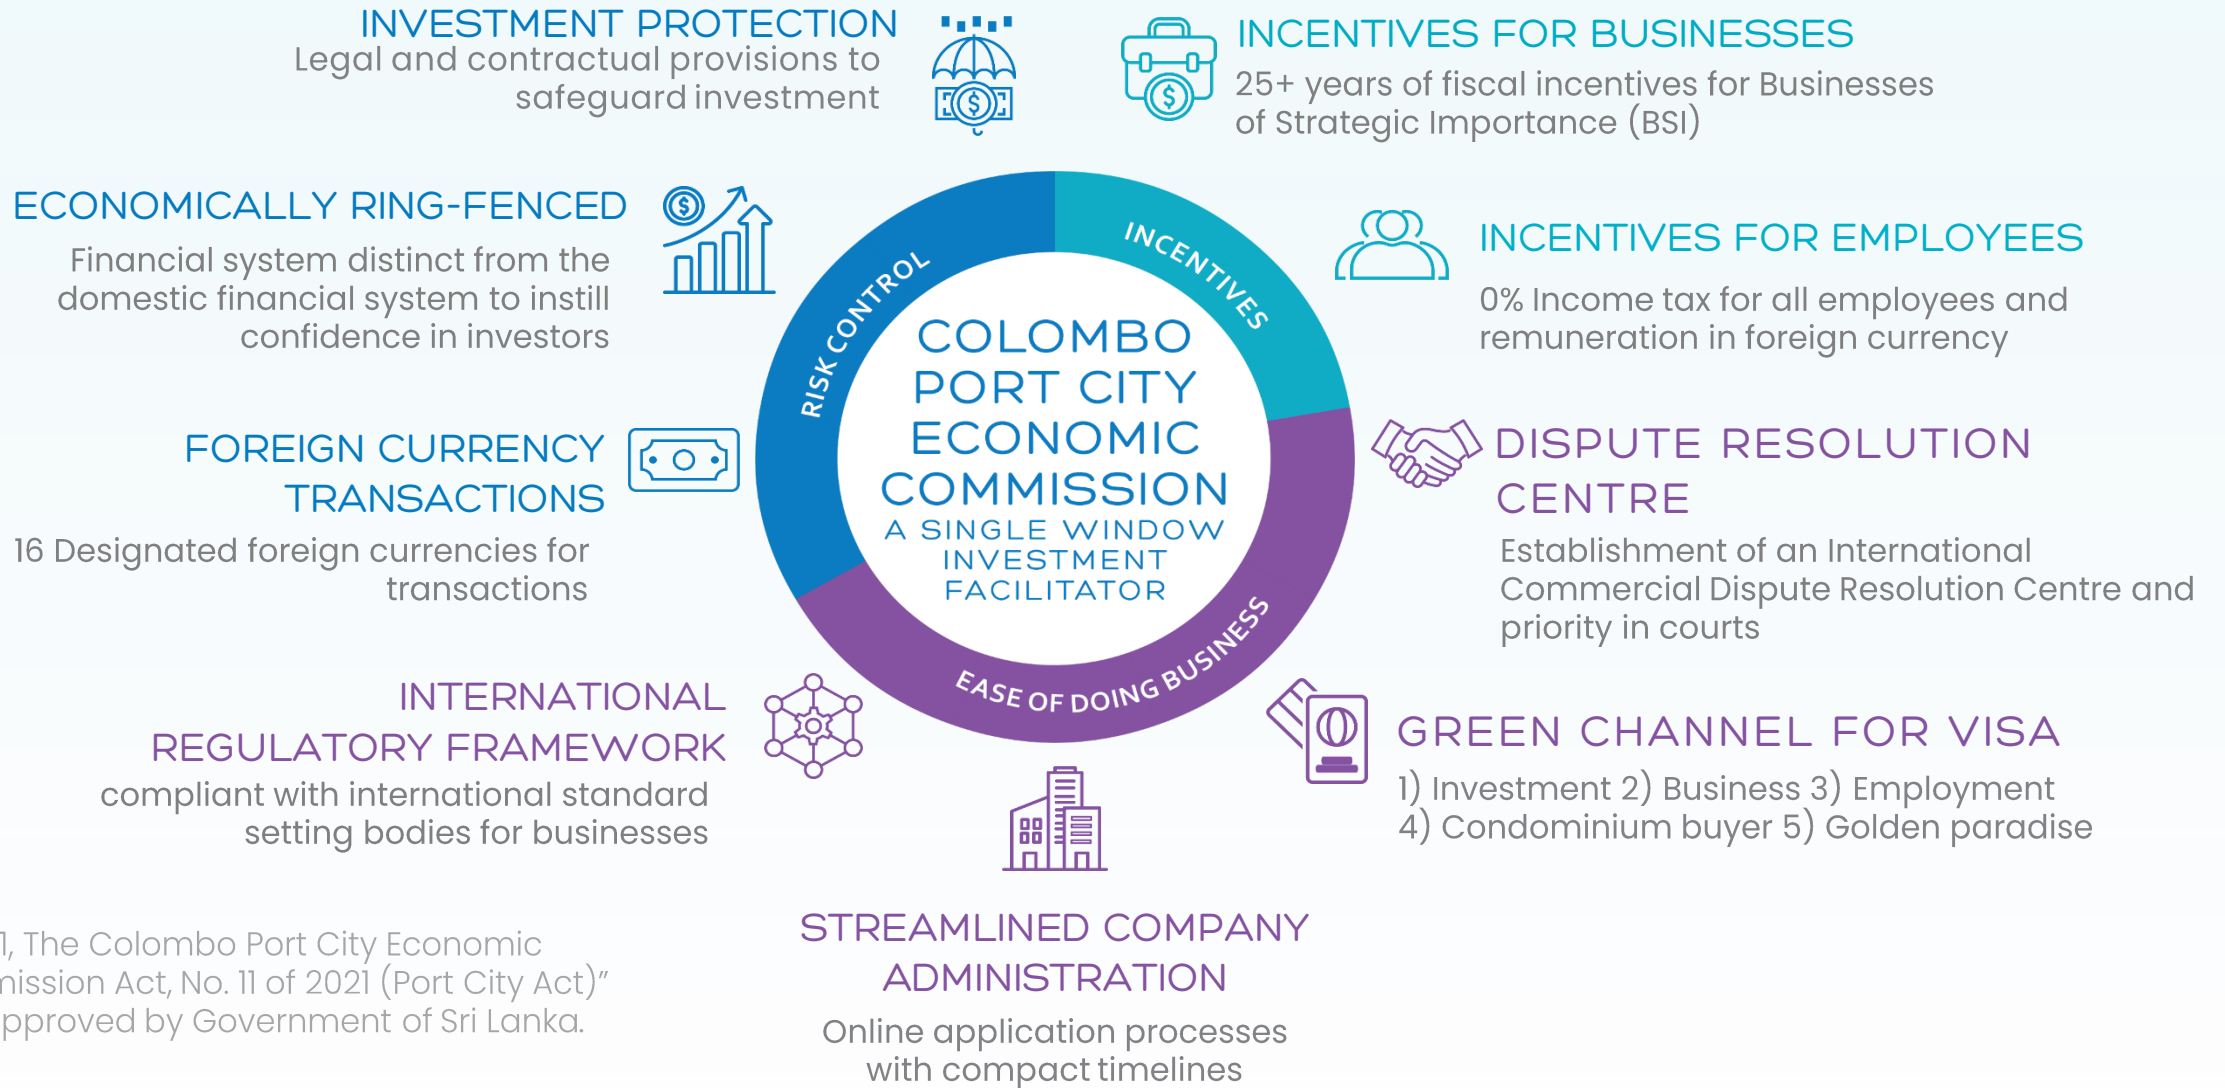 INVESTMENT PROTECTION
Legal and contractual provisions to
safeguard investment
INCENTIVES FOR BUSINESSES
25+ years of fiscal incentives for Businesses
of Strategic Importance (BSI)
ECONOMICALLY RING-FENCED
Financial system distinct from the
domestic financial system to instill
confidence in investors
INCENTIVES FOR EMPLOYEES
0% Income tax for all employees and
remuneration in foreign currency
RISK CONTROL
INCENTIVES
COLOMBO
PORT CITY
ECONOMIC
COMMISSION
A SINGLE WINDOW
INVESTMENT
FACILITATOR
EASE OF DOING BUSINESS
FOREIGN CURRENCY
TRANSACTIONS
16 Designated foreign currencies for
transactions
DISPUTE RESOLUTION
CENTRE
Establishment of an International
Commercial Dispute Resolution Centre and
priority in courts
INTERNATIONAL
REGULATORY FRAMEWORK
compliant with international standard
setting bodies for businesses
GREEN CHANNEL FOR VISA
1) Investment 2) Business 3) Employment
4) Condominium buyer 5) Golden paradise
STREAMLINED COMPANY
ADMINISTRATION
Online application processes
with compact timelines
1, The Colombo Port City Economic
mission Act, No. 11 of 2021 (Port City Act)”
pproved by Government of Sri Lanka.